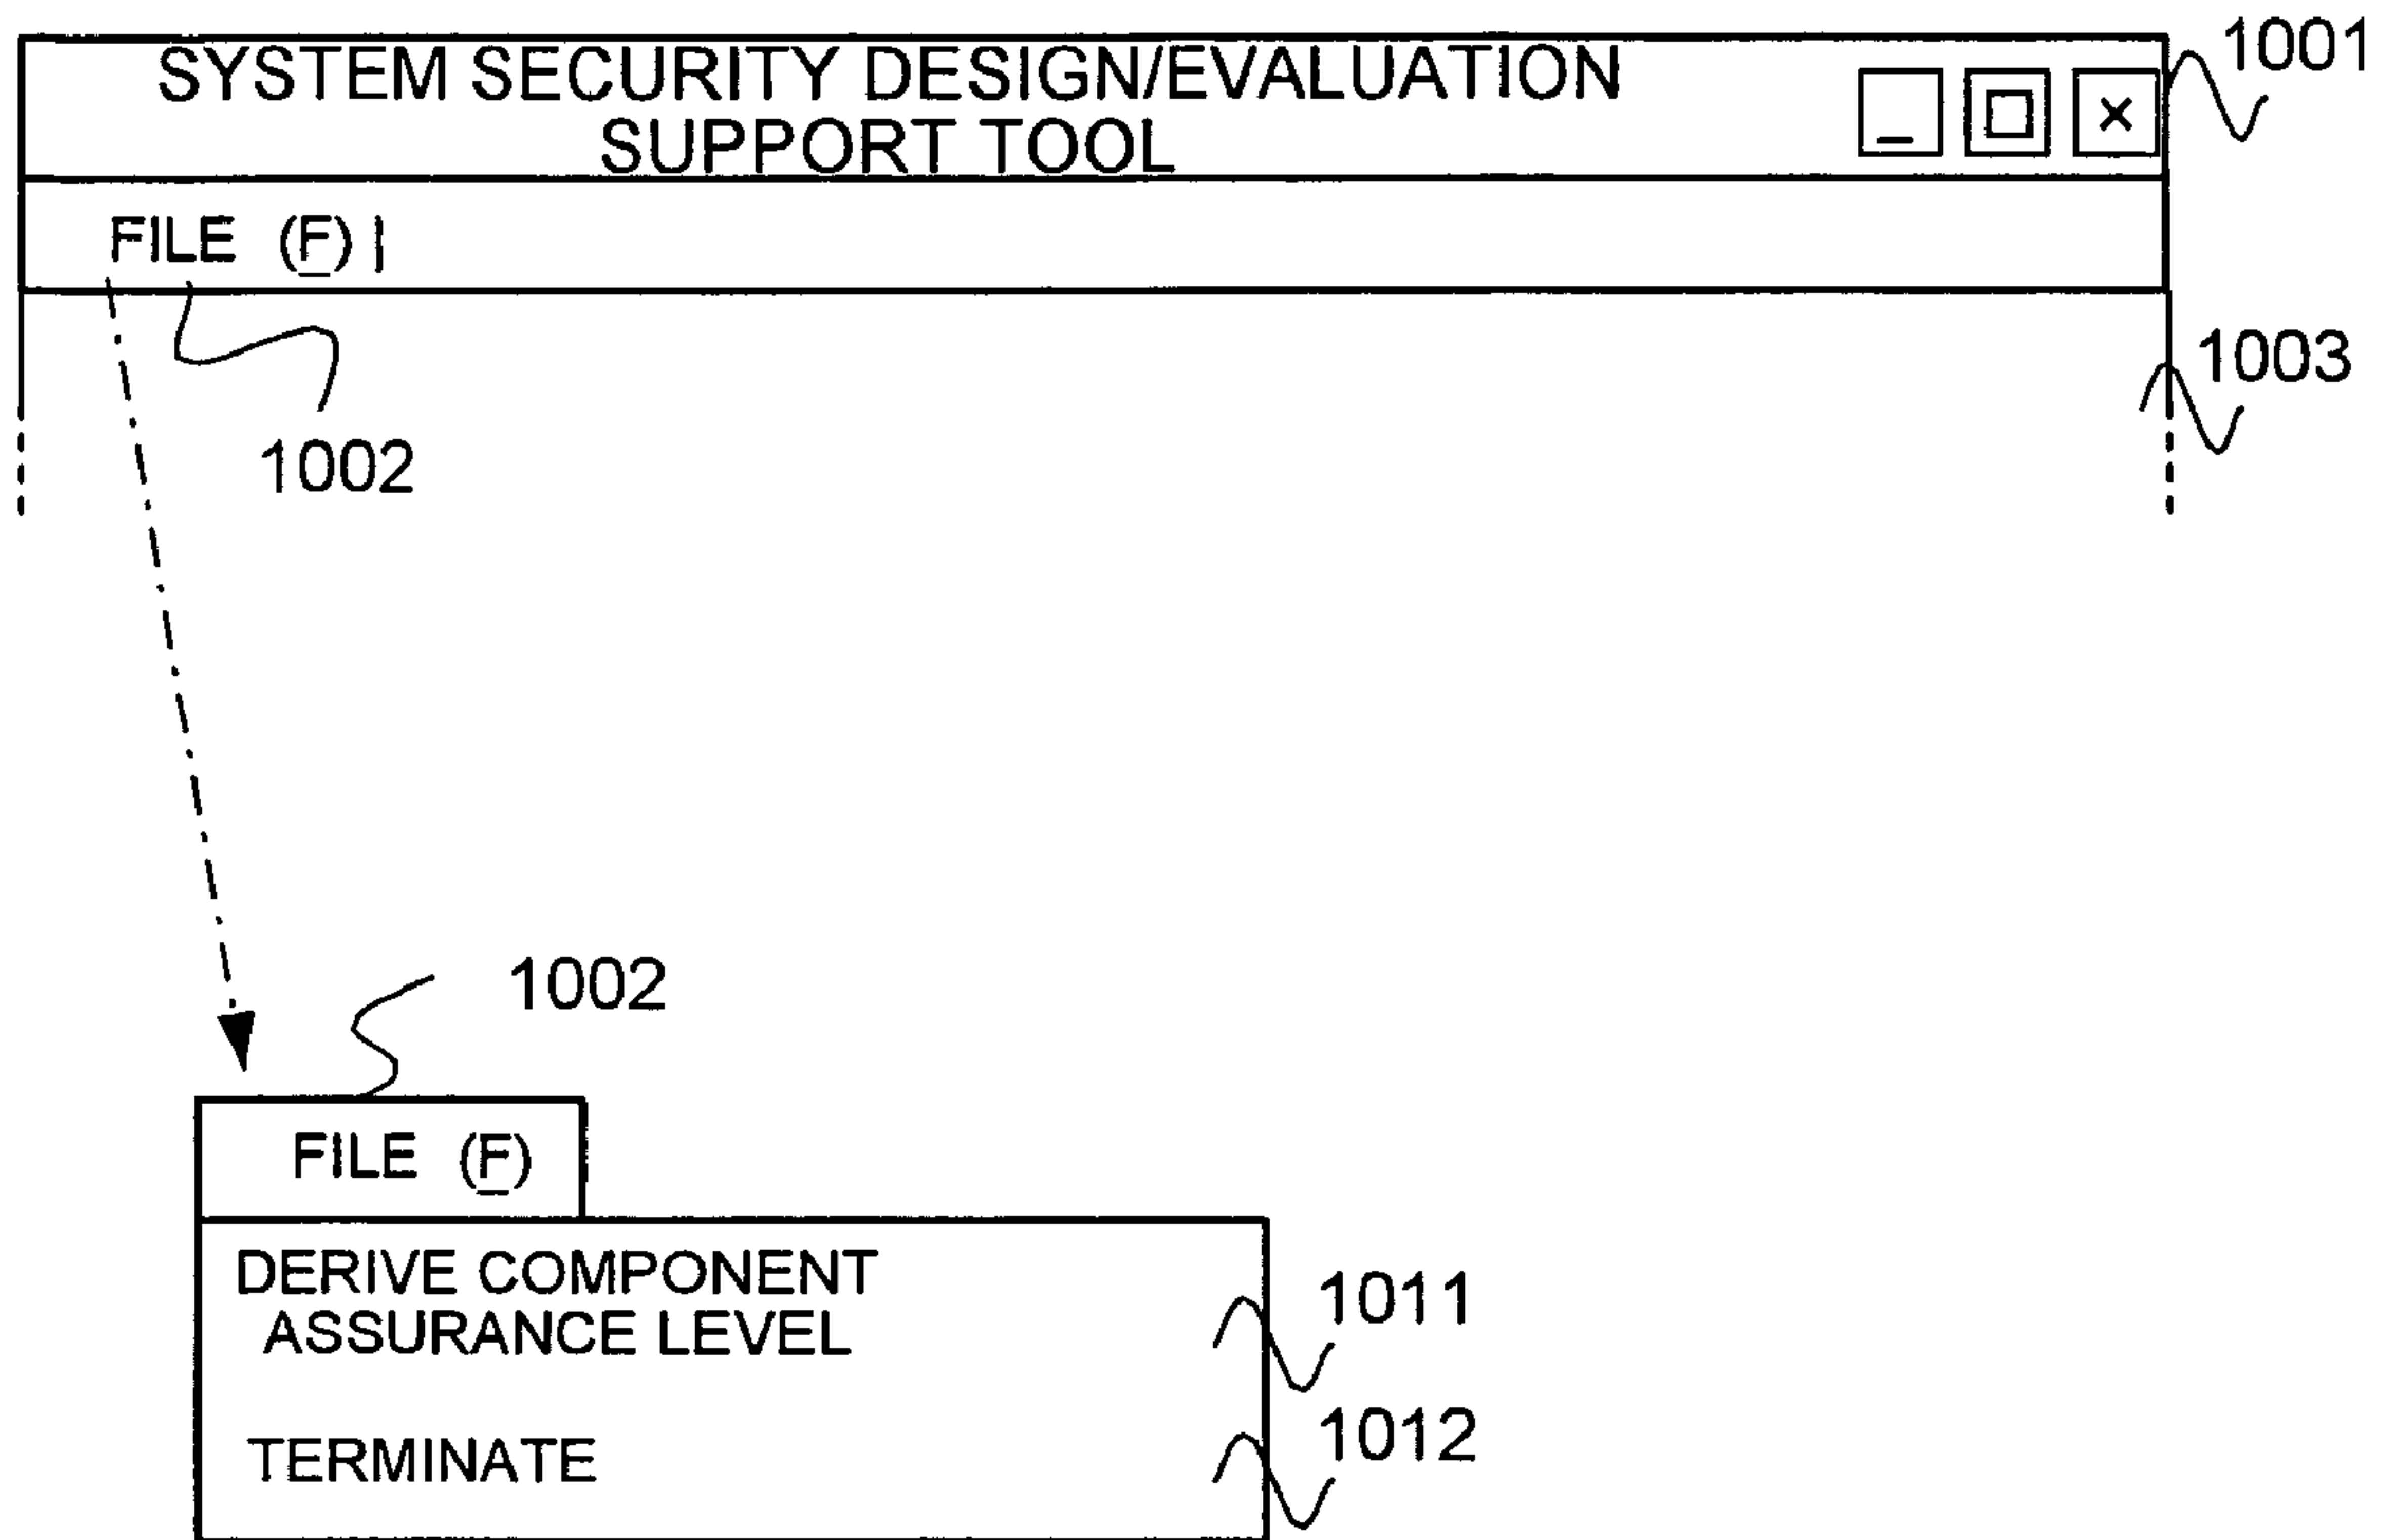 1001
SYSTEM SECURITY DESIGN/EVALUATION
SUPPORT TOOL
FILE (F) |
1003
1002
1002
FILE (F)
DERIVE COMPONENT
ASSURANCE LEVEL
1011
TERMINATE
1012